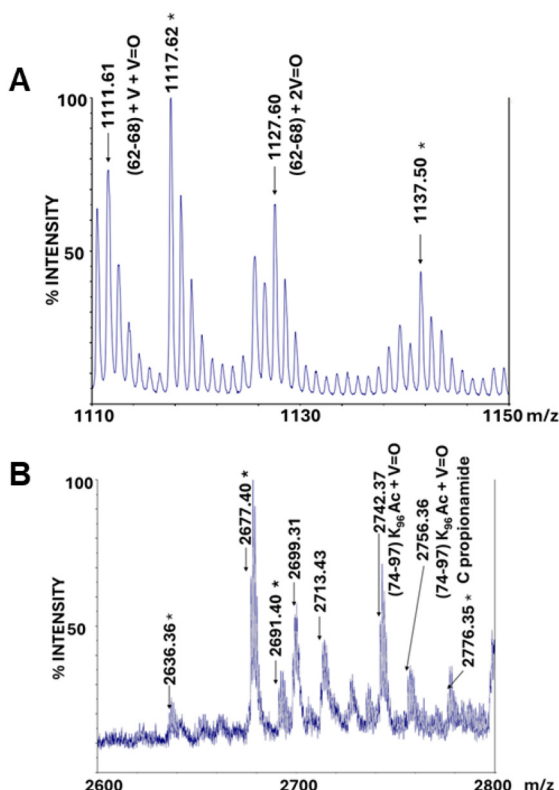 A
% INTENSITY
100
50
1111.61
(62-68) + V + V=O
1117.62 *
1127.60
(62-68) + 2V=O
1137.50 *
1110
1130
1150 m/z
B
% INTENSITY
100
50
2636.36 *
2677.40 *
2691.40 *
2699.31
2713.43
2742.37
(74-97) K96 Ac + V=O
2756.36
(74-97) K96 Ac + V=O
2776.35 * C propionamide
2600
2700
2800 m/z